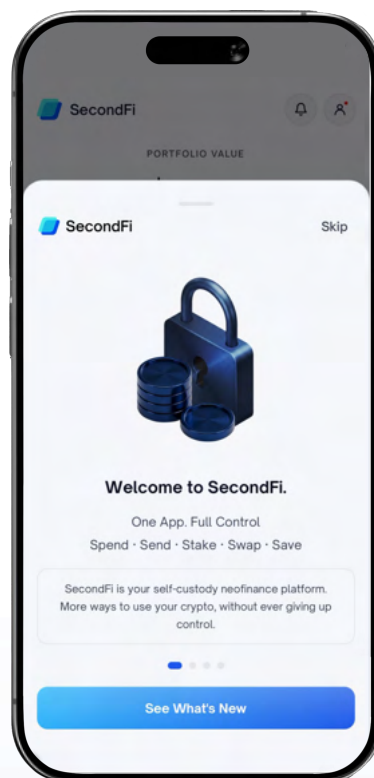 SecondFi
PORTFOLIO VALUE
SecondFi
Skip
Welcome to SecondFi.
One App. Full Control
Spend · Send · Stake · Swap · Save
SecondFi is your self-custody neofinance platform.
More ways to use your crypto, without ever giving up
control.
See What's New